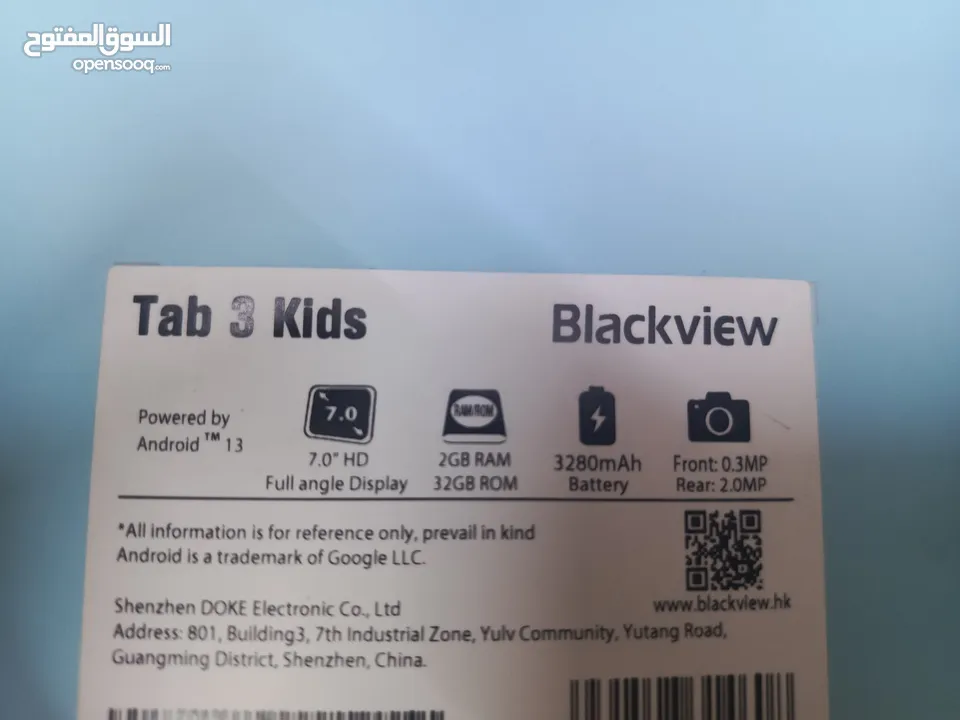 السوق المفتوح
opensooq.com
Tab 3 Kids
Blackview
Powered by
Android™ 13
7.0
7.0" HD
Full angle Display
RAM/ROM
2GB RAM
32GB ROM
3280mAh
Battery
Front: 0.3MP
Rear: 2.0MP
*All information is for reference only, prevail in kind
Android is a trademark of Google LLC.
www.blackview.hk
Shenzhen DOKE Electronic Co., Ltd
Address: 801, Building3, 7th Industrial Zone, Yulv Community, Yutang Road,
Guangming District, Shenzhen, China.